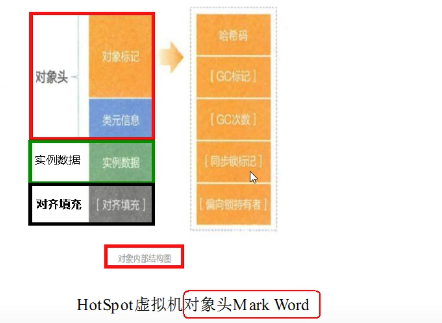 对象头
对象标记
类元信息
实例数据
实例数据
对齐填充
[ 对齐填充 ]
哈希码
[ GC标记 ]
[ GC次数 ]
[ 同步锁标记 ]
[ 偏向锁持有者 ]
对象内部结构图
HotSpot虚拟机对象头Mark Word